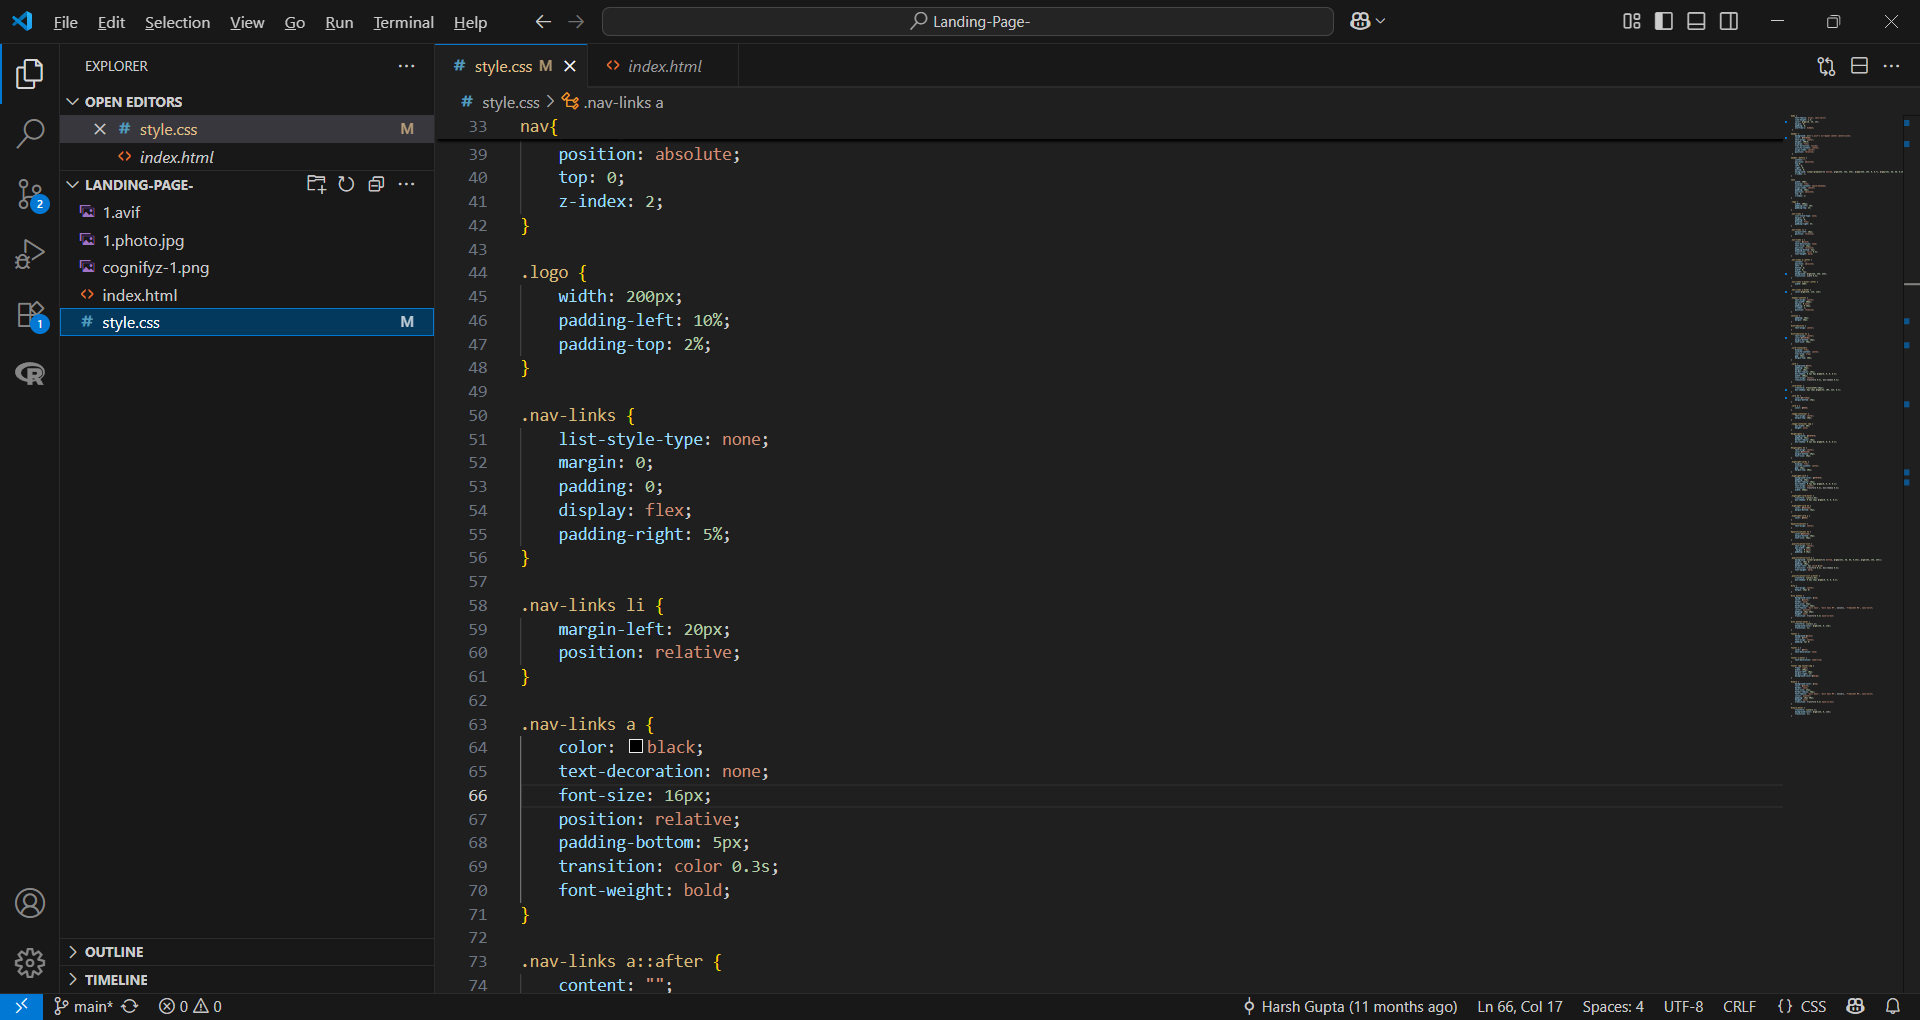 File Edit Selection View Go Run Terminal Help
Landing-Page-
EXPLORER
OPEN EDITORS
style.css M
index.html
LANDING-PAGE-
1.avif
1.photo.jpg
cognifyz-1.png
index.html
style.css M
2
1
R
OUTLINE
TIMELINE
style.css M
index.html
style.css > .nav-links a
33 nav{
39 position: absolute;
40 top: 0;
41 z-index: 2;
42 }
43
44 .logo {
45 width: 200px;
46 padding-left: 10%;
47 padding-top: 2%;
48 }
49
50 .nav-links {
51 list-style-type: none;
52 margin: 0;
53 padding: 0;
54 display: flex;
55 padding-right: 5%;
56 }
57
58 .nav-links li {
59 margin-left: 20px;
60 position: relative;
61 }
62
63 .nav-links a {
64 color: black;
65 text-decoration: none;
66 font-size: 16px;
67 position: relative;
68 padding-bottom: 5px;
69 transition: color 0.3s;
70 font-weight: bold;
71 }
72
73 .nav-links a::after {
74 content: "";
main* 0 0 Harsh Gupta (11 months ago) Ln 66, Col 17 Spaces: 4 UTF-8 CRLF {} CSS